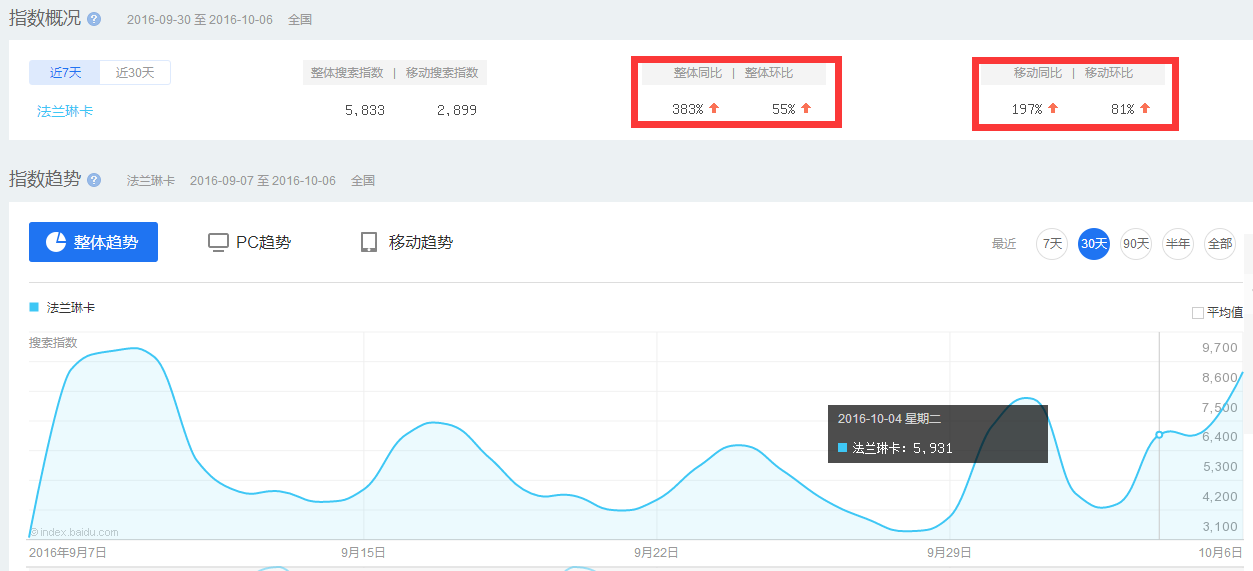 指数概况 ? 2016-09-30 至 2016-10-06 全国
近7天 近30天 整体搜索指数 | 移动搜索指数 整体同比 | 整体环比 移动同比 | 移动环比
法兰琳卡 5,833 2,899 383% 55% 197% 81%
指数趋势 ? 法兰琳卡 2016-09-07 至 2016-10-06 全国
整体趋势 PC趋势 移动趋势 最近 7天 30天 90天 半年 全部
法兰琳卡 平均值
搜索指数
9,700
8,600
7,500
2016-10-04 星期二
6,400
法兰琳卡: 5,931
5,300
4,200
3,100
©index.baidu.com
2016年9月7日 9月15日 9月22日 9月29日 10月6日